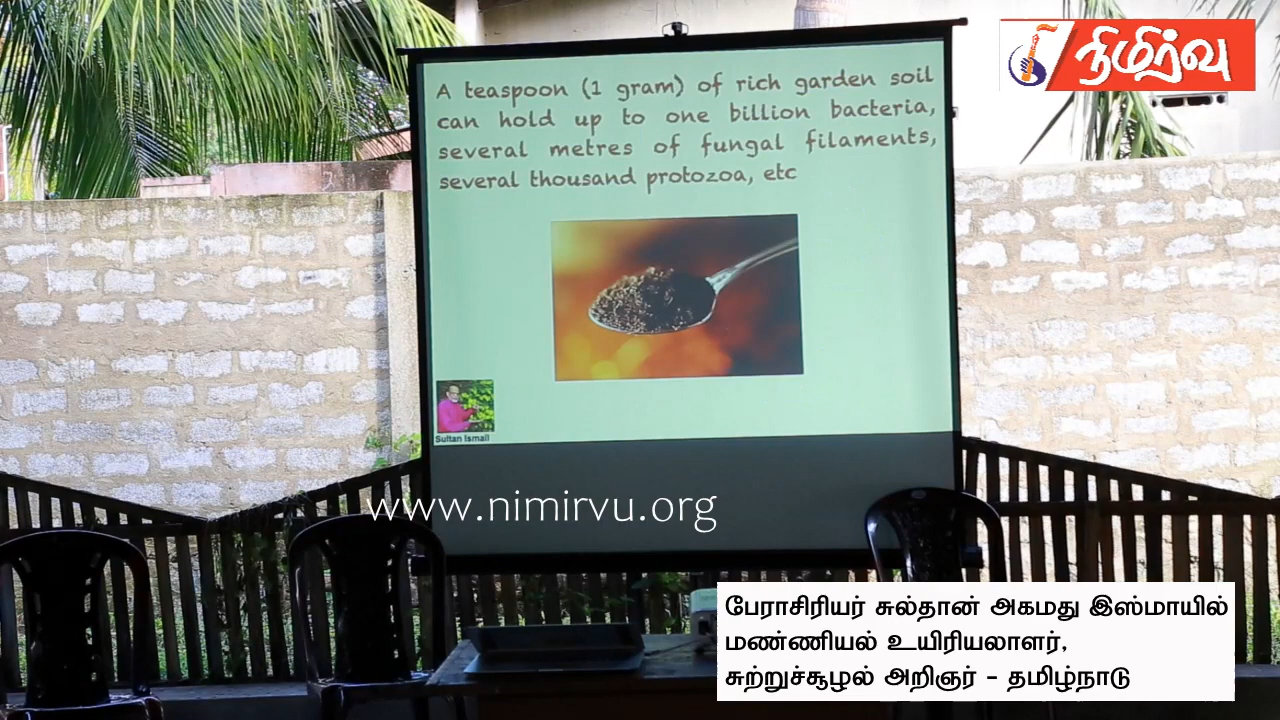 நிமிர்வு
A teaspoon (1 gram) of rich garden soil
can hold up to one billion bacteria,
several metres of fungal filaments,
several thousand protozoa, etc
Sultan Ismail
www.nimirvu.org
பேராசிரியர் சுல்தான் அகமது இஸ்மாயில்
மண்ணியல் உயிரியலாளர்,
சுற்றுச்சூழல் அறிஞர் - தமிழ்நாடு